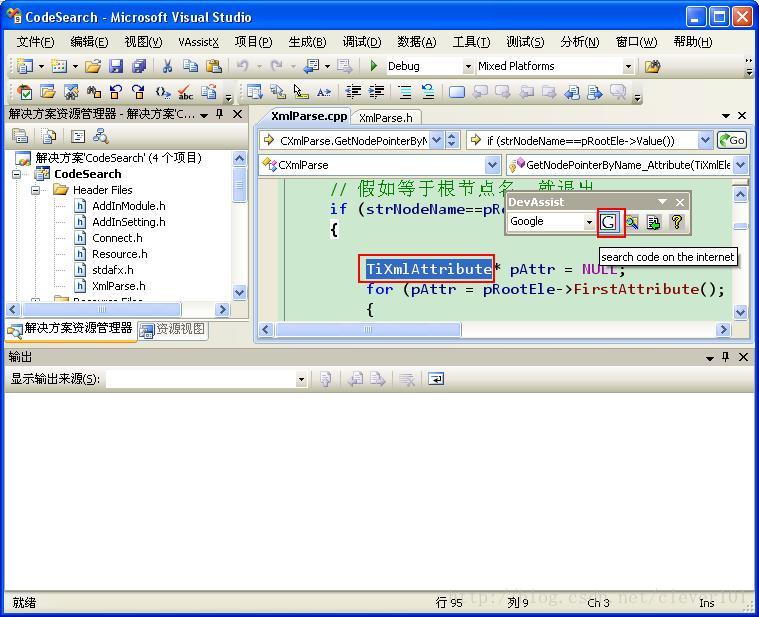 CodeSearch - Microsoft Visual Studio
文件(F) 编辑(E) 视图(V) VAssistX 项目(P) 生成(B) 调试(D) 数据(A) 工具(T) 测试(S) 分析(N) 窗口(W) 帮助(H)
Debug Mixed Platforms
解决方案资源管理器 - 解决方案"C...
解决方案'CodeSearch' (4 个项目)
CodeSearch
Header Files
AddInModule.h
AddInSetting.h
Connect.h
Resource.h
stdafx.h
XmlParse.h
解决方案资源管理器 资源视图
XmlParse.cpp XmlParse.h
CXmlParse.GetNodePointerByN if (strNodeName==pRootEle->Value()) Go
CXmlParse GetNodePointerByName_Attribute(TiXmlEle
// 假如等于根节点名，就退出
if (strNodeName==pR
{
DevAssist
Google
search code on the internet
TiXmlAttribute* pAttr = NULL;
for (pAttr = pRootEle->FirstAttribute();
{
输出
显示输出来源(S):
就绪 行 95 列 9 Ch 3 Ins